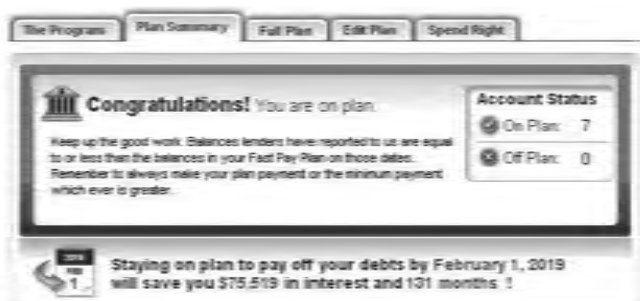 The Program Plan Summary Full Plan Edit Plan Spend Right
Congratulations! You are on plan.
Keep up the good work. Balances lenders have reported to us are equal
to or less than the balances in your Fast Pay Plan on those dates.
Remember to always make your plan payment or the minimum payment
which ever is greater.
Account Status
On Plan: 7
Off Plan: 0
1
Staying on plan to pay off your debts by February 1, 2019
will save you $75,519 in interest and 131 months. !